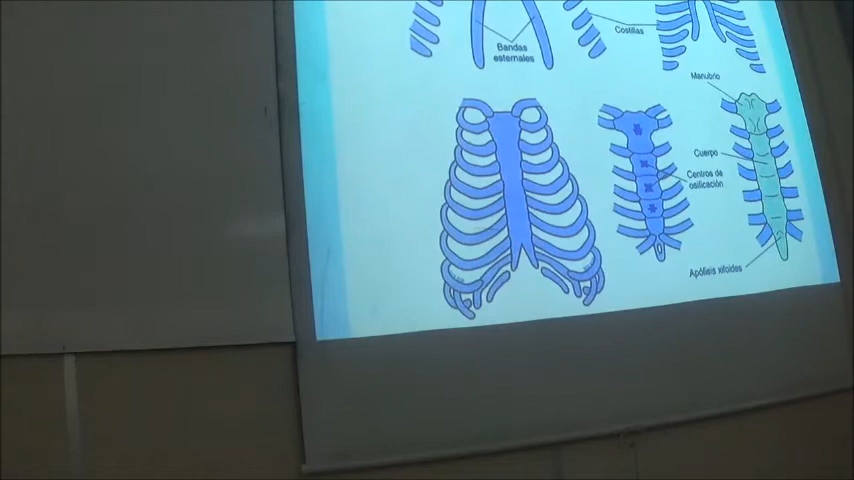 Costillas
Bandas
esternales
Manubrio
Cuerpo
Centros de
osificación
Apófisis xifoides